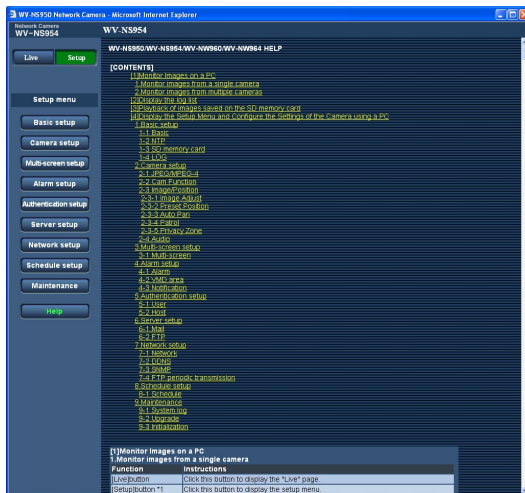 WV-NS950 Network Camera - Microsoft Internet Explorer
Network Camera
WV-NS954
WV-NS954
Live
Setup
Setup menu
Basic setup
Camera setup
Multi-screen setup
Alarm setup
Authentication setup
Server setup
Network setup
Schedule setup
Maintenance
Help
WV-NS950/WV-NS954/WV-NW960/WV-NW964 HELP
[CONTENTS]
[1]Monitor images on a PC
1.Monitor images from a single camera
2.Monitor images from multiple cameras
[2]Display the log list
[3]Playback of images saved on the SD memory card
[4]Display the Setup Menu and Configure the Settings of the Camera using a PC
1.Basic setup
1-1 Basic
1-2 NTP
1-3 SD memory card
1-4 LOG
2.Camera setup
2-1 JPEG/MPEG-4
2-2 Cam Function
2-3 Image/Position
2-3-1 Image Adjust
2-3-2 Preset Position
2-3-3 Auto Pan
2-3-4 Patrol
2-3-5 Privacy Zone
2-4 Audio
3.Multi-screen setup
3-1 Multi-screen
4.Alarm setup
4-1 Alarm
4-2 VMD area
4-3 Notification
5.Authentication setup
5-1 User
5-2 Host
6.Server setup
6-1 Mail
6-2 FTP
7.Network setup
7-1 Network
7-2 DDNS
7-3 SNMP
7-4 FTP periodic transmission
8.Schedule setup
8-1 Schedule
9.Maintenance
9-1 System log
9-2 Upgrade
9-3 Initialization
[1]Monitor Images on a PC
1.Monitor images from a single camera
Function Instructions
[Live]button Click this button to display the "Live" page.
[Setup]button *1 Click this button to display the setup menu.